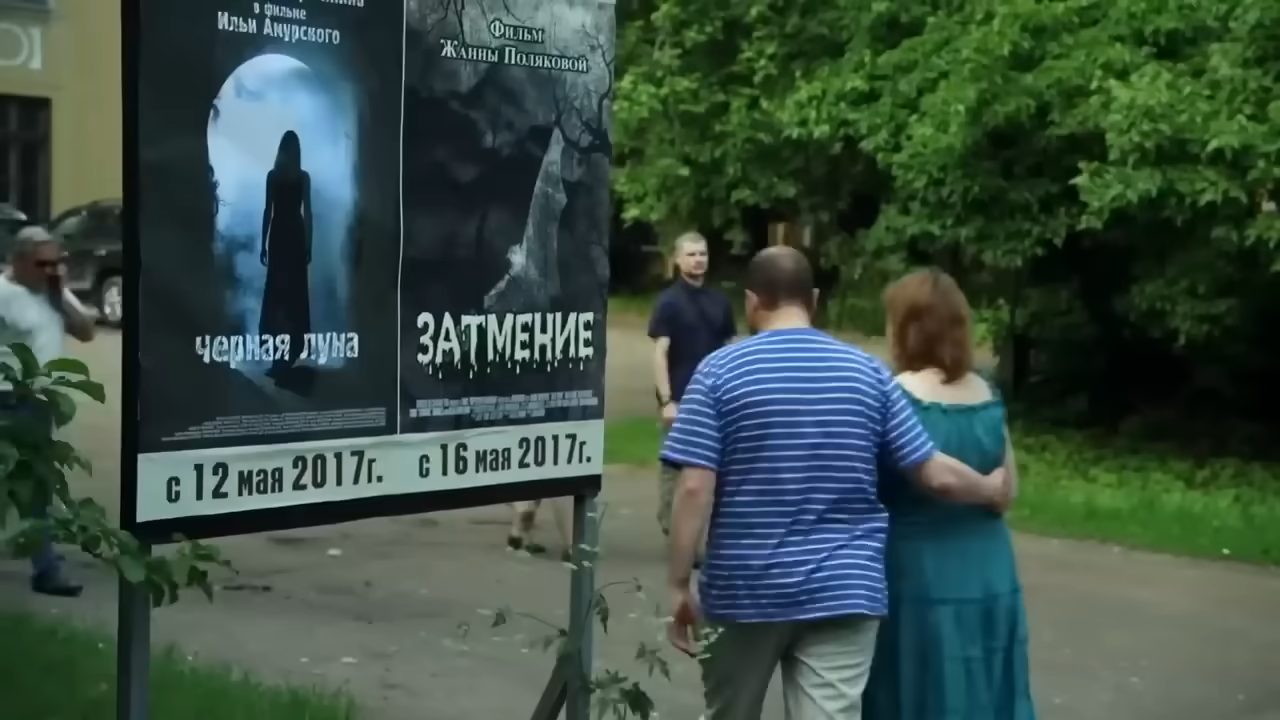 в фильме
Ильи Амурского
черная луна
с 12 мая 2017г.
Фильм
Жанны Поляковой
ЗАТМЕНИЕ
с 16 мая 2017г.